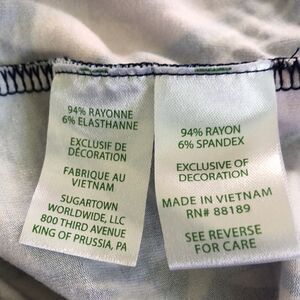 94% RAYONNE
6% ELASTHANNE
EXCLUSIF DE
DÉCORATION
FABRIQUE AU
VIETNAM
SUGARTOWN
WORLDWIDE, LLC
800 THIRD AVENUE
KING OF PRUSSIA, PA
94% RAYON
6% SPANDEX
EXCLUSIVE OF
DECORATION
MADE IN VIETNAM
RN# 88189
SEE REVERSE
FOR CARE